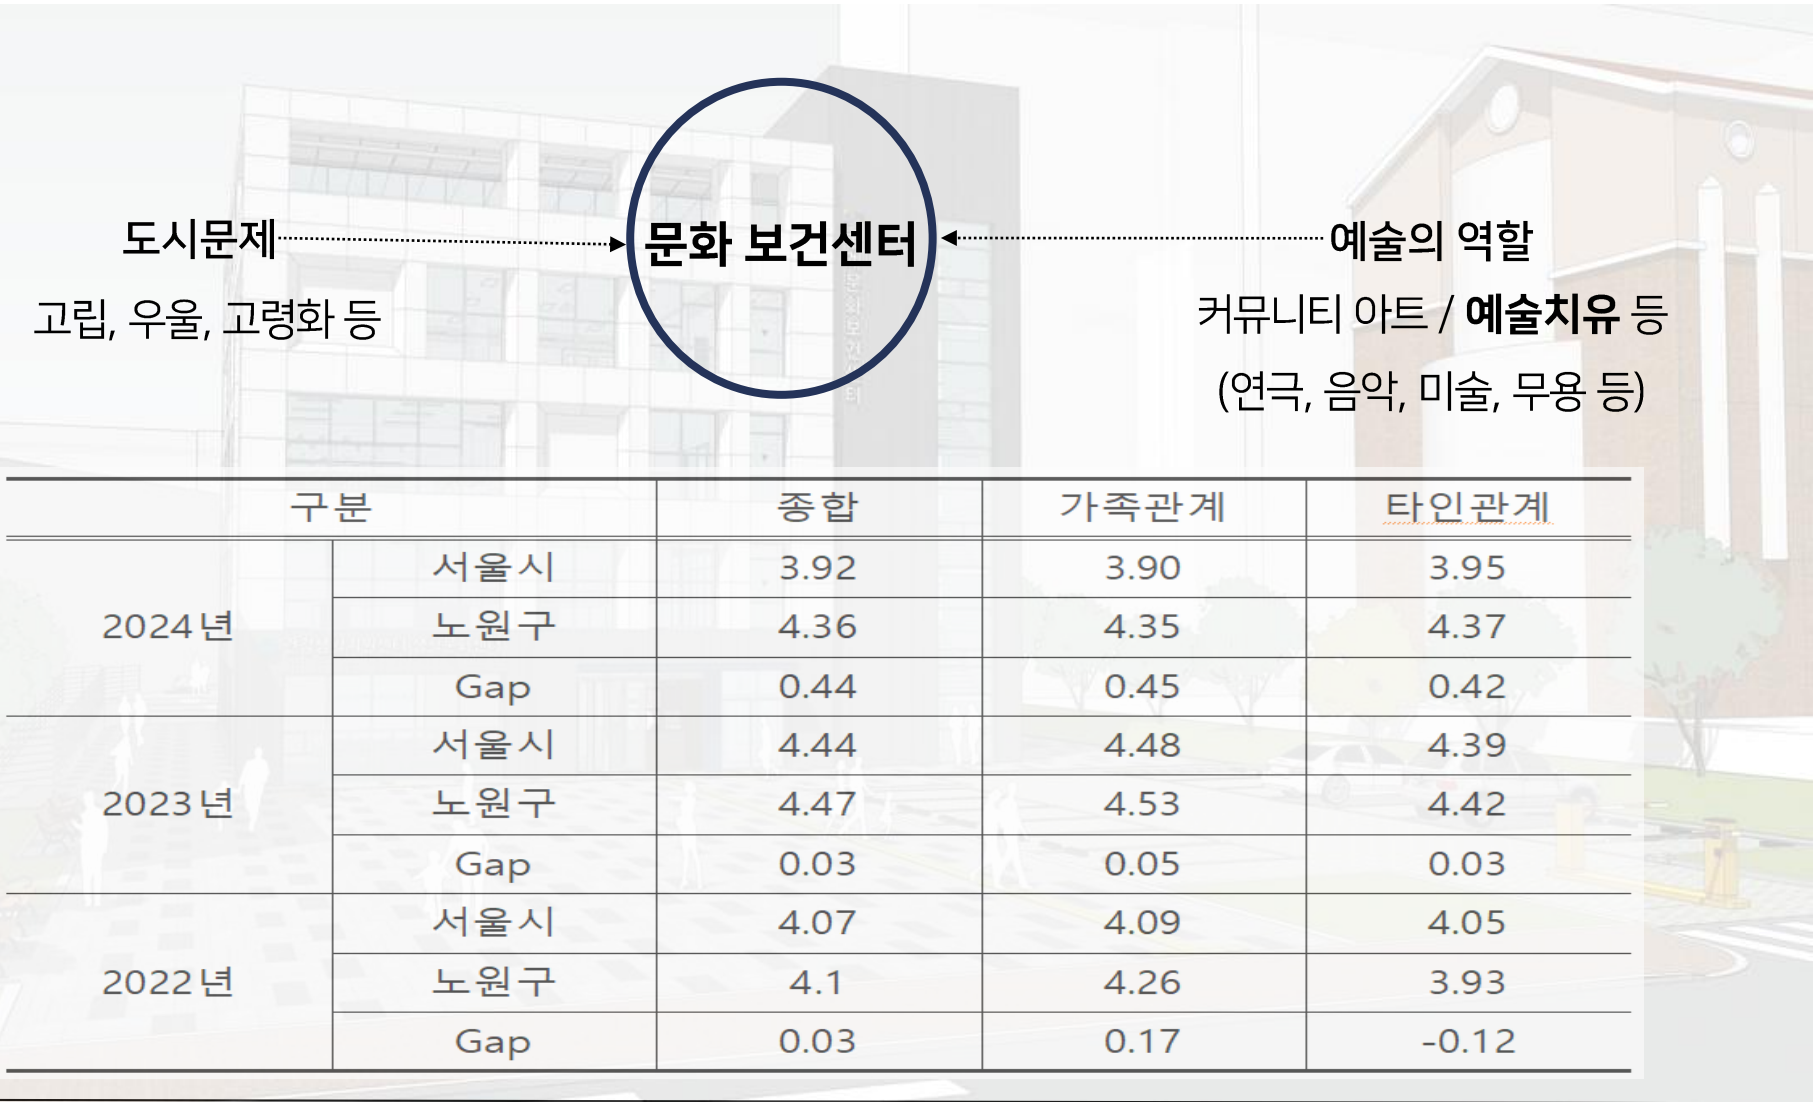 도시문제
문화 보건센터
예술의 역할
고립, 우울, 고령화 등
커뮤니티 아트 / 예술치유 등
(연극, 음악, 미술, 무용 등)
문화보건센터
구분 종합 가족관계 타인관계
2024년 서울시 3.92 3.90 3.95
노원구 4.36 4.35 4.37
Gap 0.44 0.45 0.42
2023년 서울시 4.44 4.48 4.39
노원구 4.47 4.53 4.42
Gap 0.03 0.05 0.03
2022년 서울시 4.07 4.09 4.05
노원구 4.1 4.26 3.93
Gap 0.03 0.17 -0.12